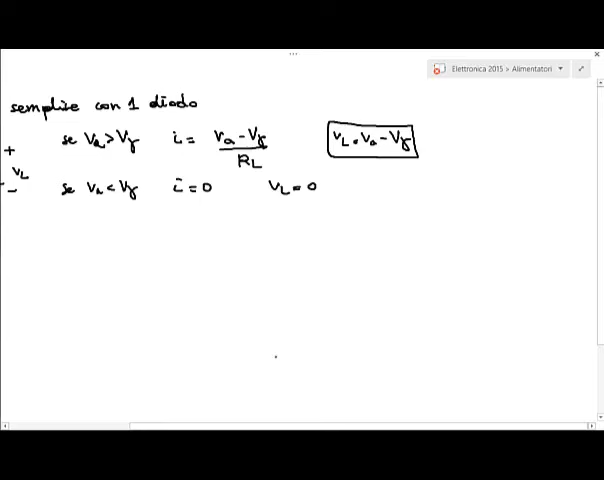 Elettronica 2015 > Alimentatori
semplice con 1 diodo
se Va > Vγ i = Va - Vγ / RL VL = Va - Vγ
+
VL
-
se Va < Vγ i = 0 VL = 0